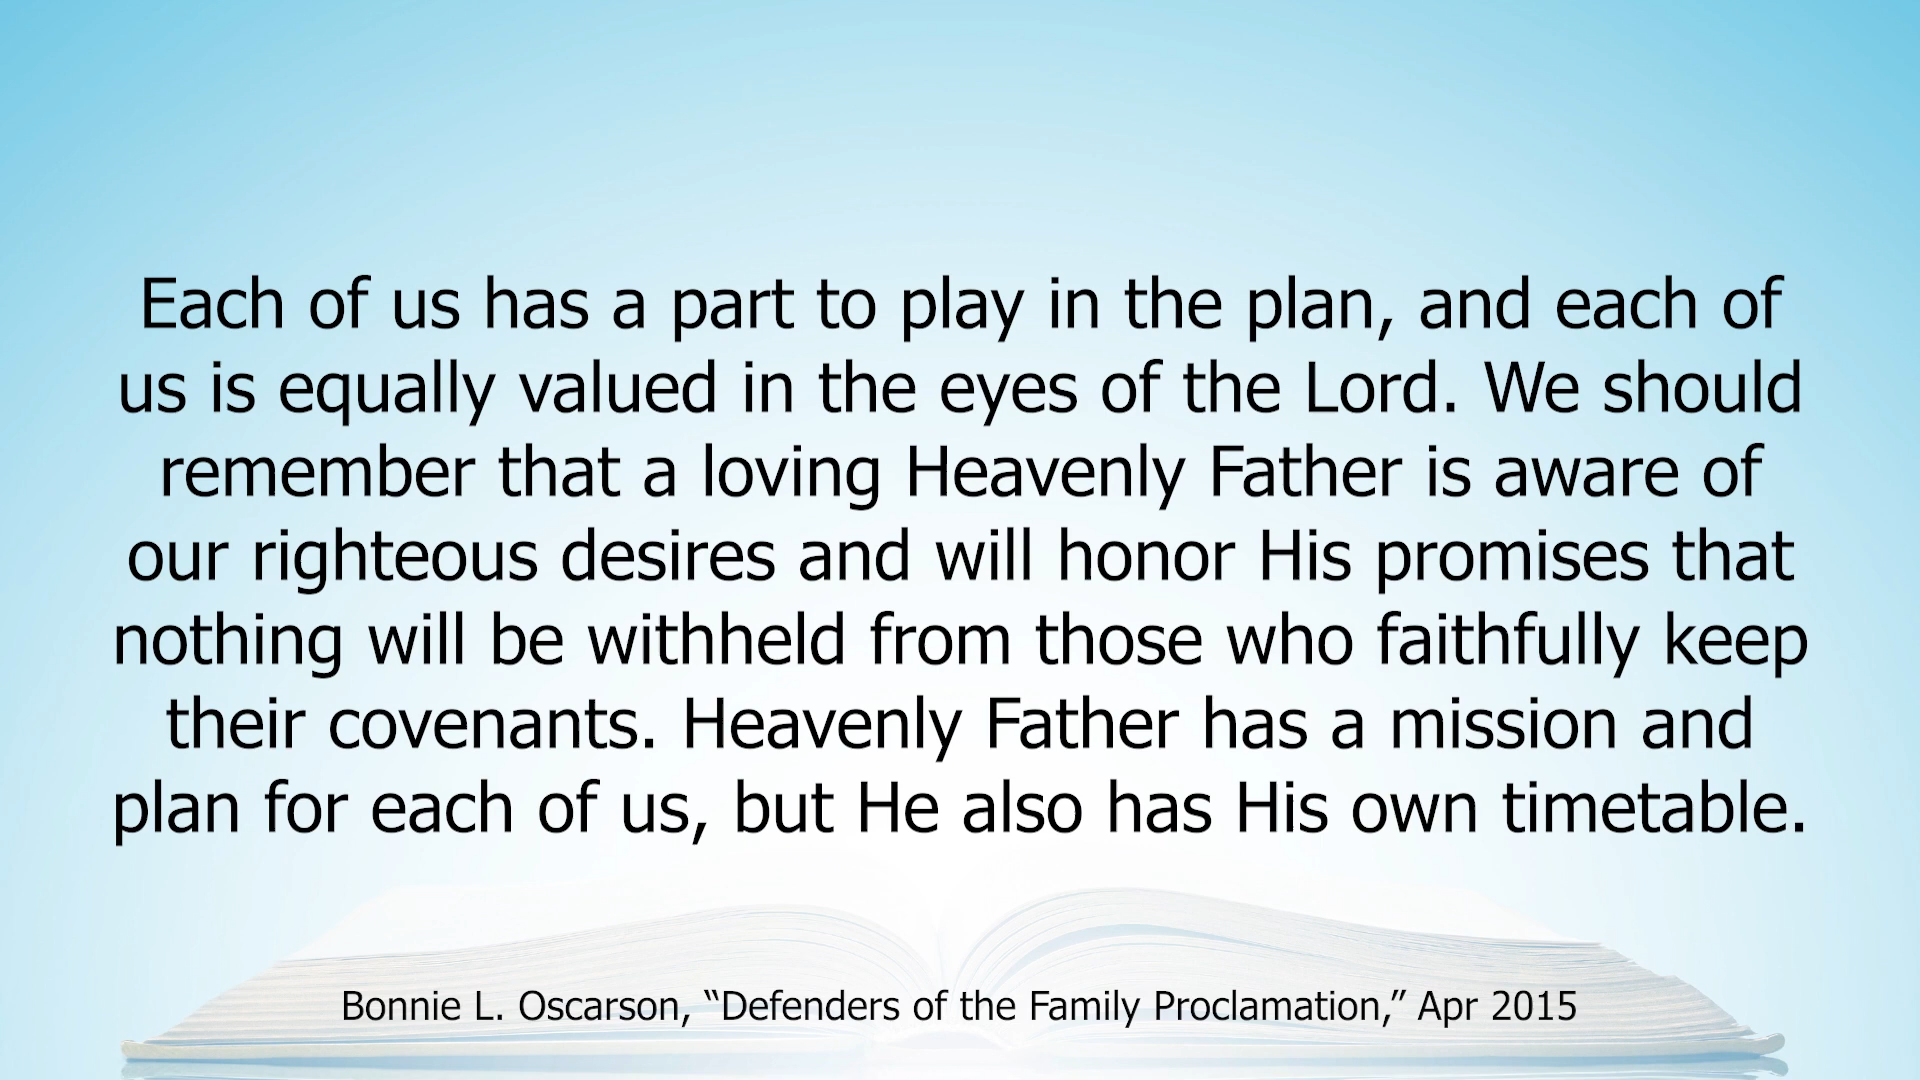 Each of us has a part to play in the plan, and each of
us is equally valued in the eyes of the Lord. We should
remember that a loving Heavenly Father is aware of
our righteous desires and will honor His promises that
nothing will be withheld from those who faithfully keep
their covenants. Heavenly Father has a mission and
plan for each of us, but He also has His own timetable.
Bonnie L. Oscarson, “Defenders of the Family Proclamation,” Apr 2015